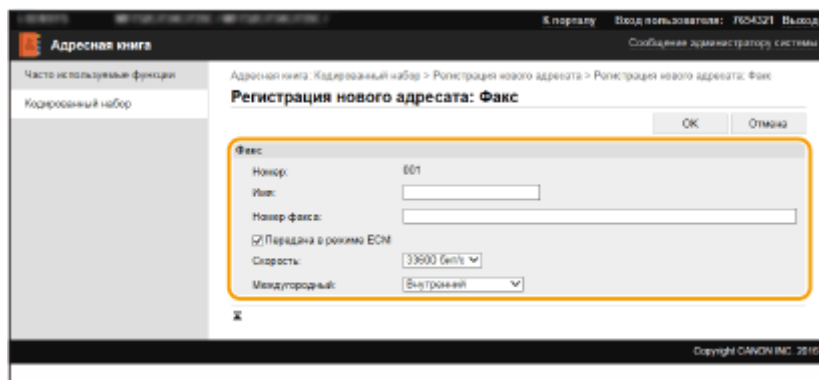 К порталу Вход пользователя: 7654321 Выход
Адресная книга Сообщение администратору системы
Часто используемые функции
Кодированный набор
Адресная книга: Кодированный набор > Регистрация нового адресата > Регистрация нового адресата: Факс
Регистрация нового адресата: Факс
OK Отмена
Факс
Номер: 001
Имя:
Номер факса:
Передача в режиме ECM
Скорость: 33600 бит/s
Междугородный: Внутренний
Copyright CANON INC. 2016